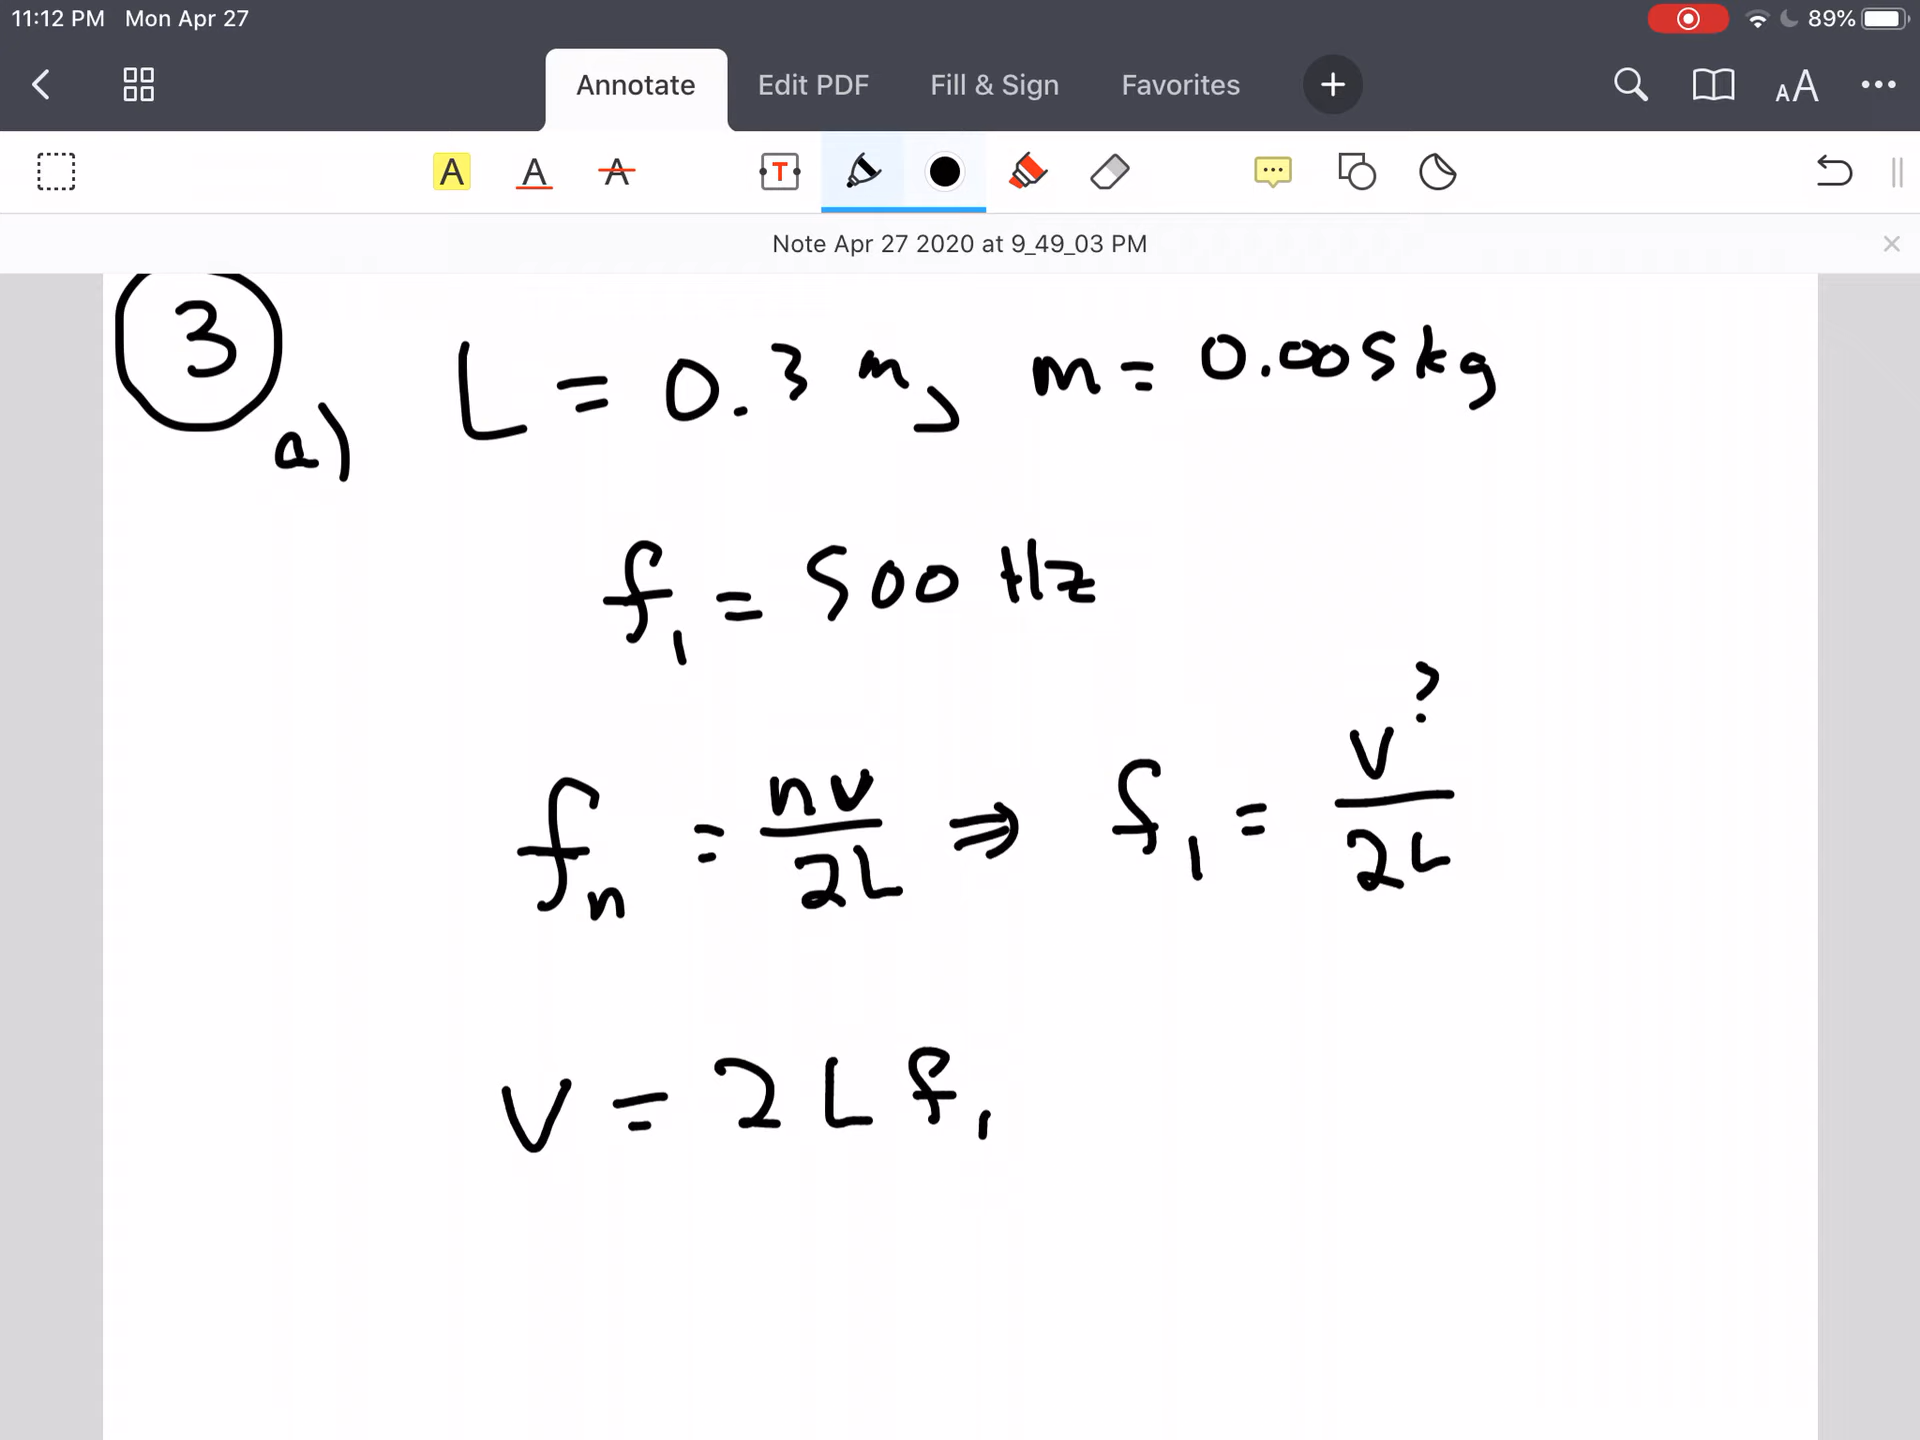 11:12 PM Mon Apr 27 89%
Annotate Edit PDF Fill & Sign Favorites +
A A A T AA
Note Apr 27 2020 at 9_49_03 PM
3
a) L = 0.3 m, m = 0.005 kg
f₁ = 500 Hz
fₙ = nv/2L ⇒ f₁ = v?/2L
v = 2 L f₁